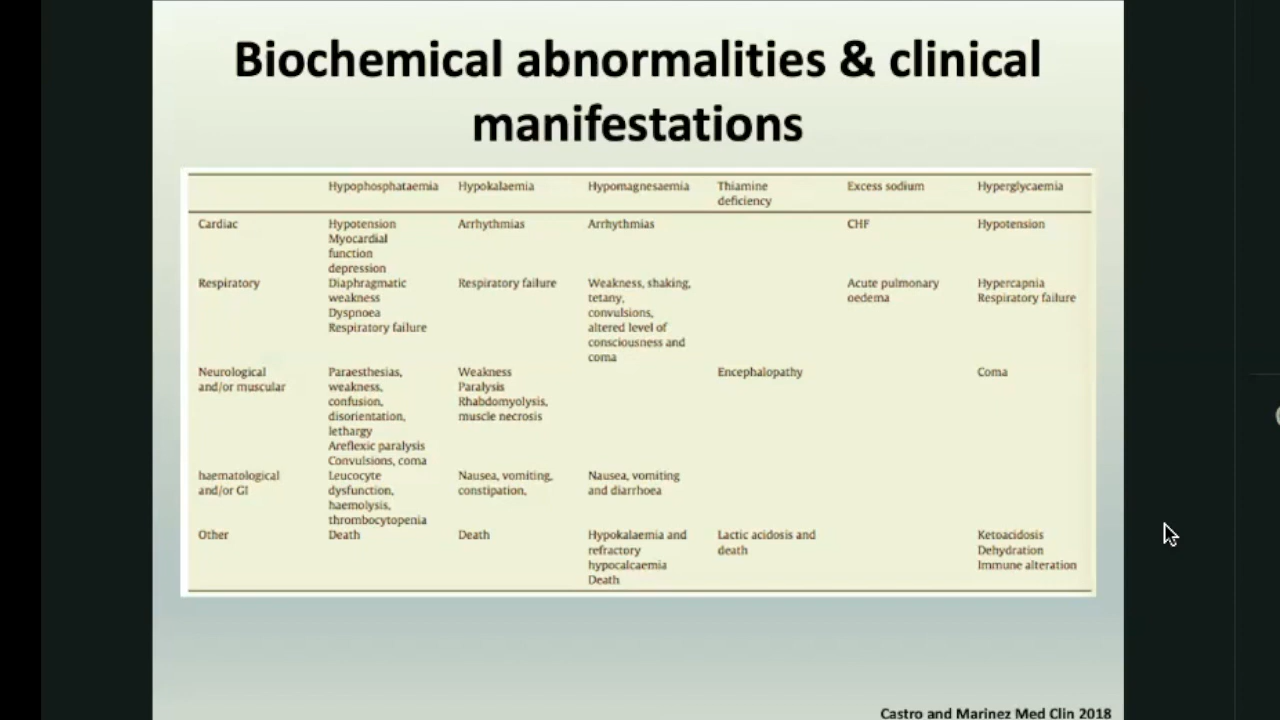 Biochemical abnormalities & clinical
manifestations
Hypophosphataemia Hypokalaemia Hypomagnesaemia Thiamine deficiency Excess sodium Hyperglycaemia
Cardiac Hypotension Arrhythmias Arrhythmias CHF Hypotension
Myocardial
function
depression
Respiratory Diaphragmatic Respiratory failure Weakness, shaking, Acute pulmonary Hypercapnia
weakness tetany, oedema Respiratory failure
Dyspnoea convulsions,
Respiratory failure altered level of
consciousness and
coma
Neurological Paraesthesias, Weakness Encephalopathy Coma
and/or muscular weakness, Paralysis
confusion, Rhabdomyolysis,
disorientation, muscle necrosis
lethargy
Areflexic paralysis
Convulsions, coma
haematological Leucocyte Nausea, vomiting, Nausea, vomiting
and/or GI dysfunction, constipation, and diarrhoea
haemolysis,
thrombocytopenia
Other Death Death Hypokalaemia and Lactic acidosis and Ketoacidosis
refractory death Dehydration
hypocalcaemia Immune alteration
Death
Castro and Marinez Med Clin 2018